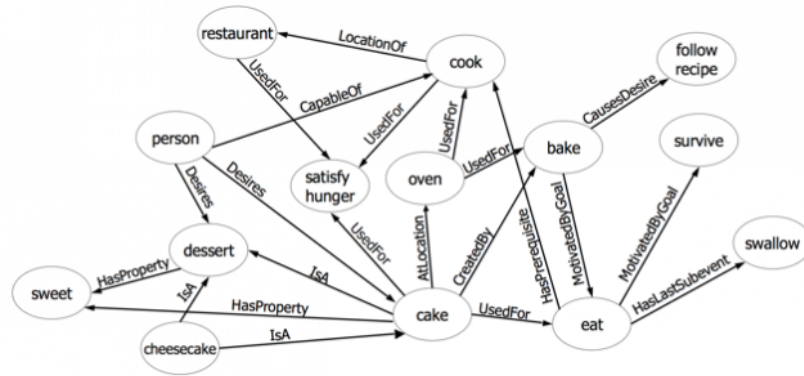 restaurant
LocationOf
cook
follow
recipe
UsedFor
CapableOf
CausesDesire
person
UsedFor
UsedFor
UsedFor
bake
survive
Desires
Desires
satisfy
hunger
oven
HasPrerequisite
MotivatedByGoal
MotivatedByGoal
dessert
UsedFor
AtLocation
CreatedBy
swallow
HasProperty
IsA
IsA
HasLastSubevent
sweet
HasProperty
cake
UsedFor
eat
cheesecake
IsA